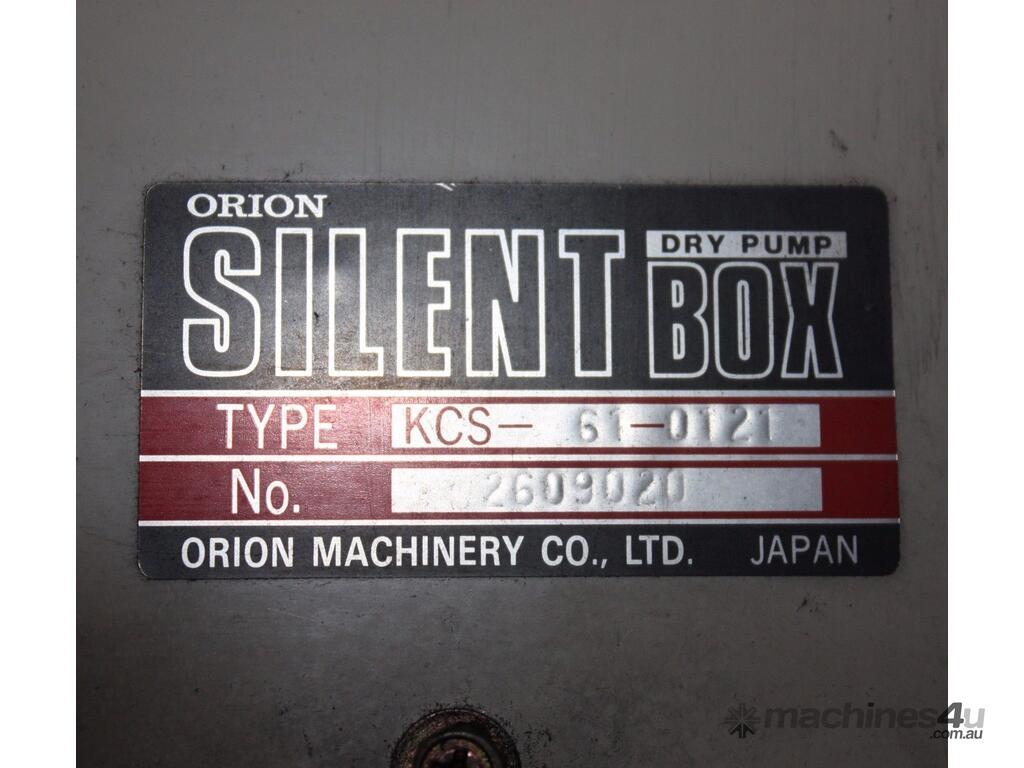 ORION
SILENT DRY PUMP BOX
TYPE KCS- 61-0121
No. 2609020
ORION MACHINERY CO., LTD. JAPAN
machines4u
.com.au